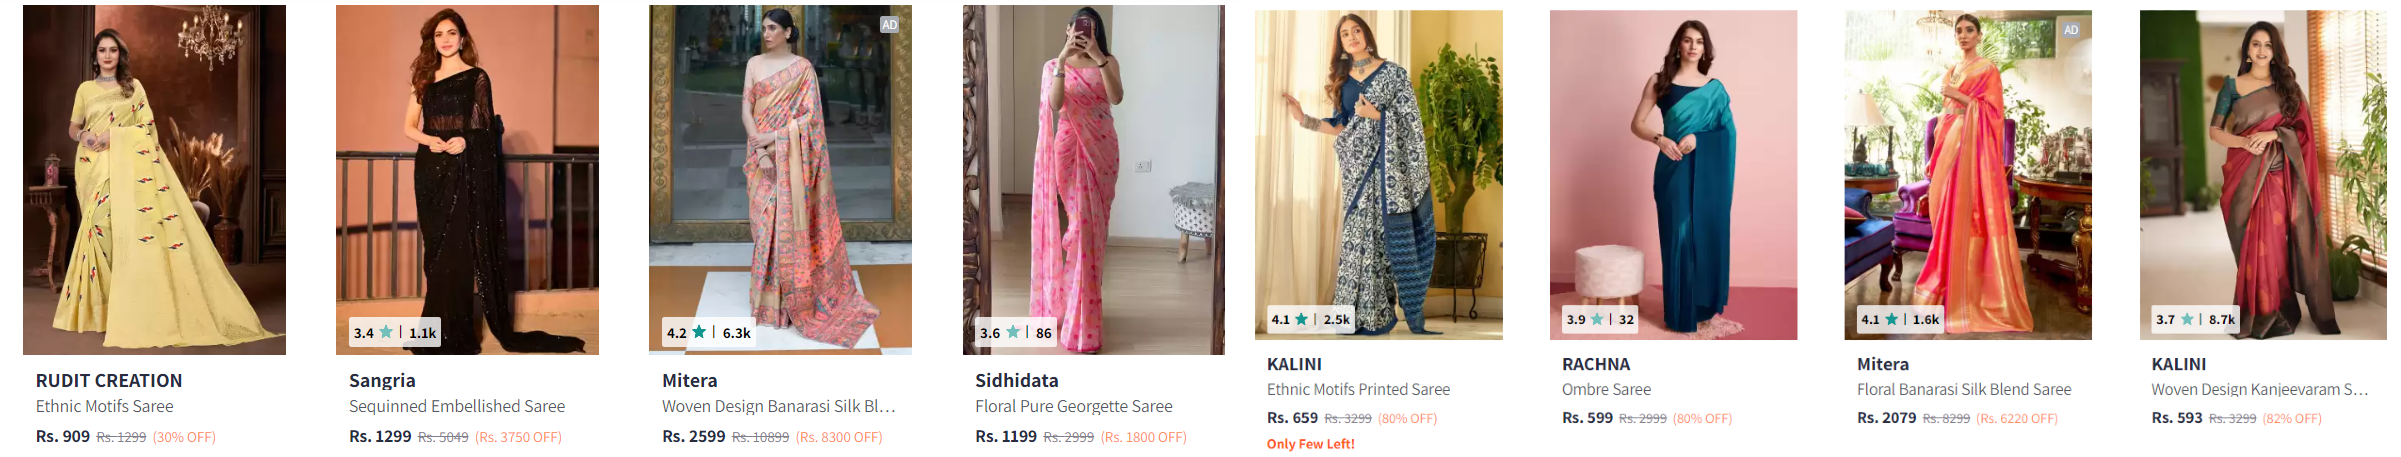 AD
AD
3.4 ★ | 1.1k
4.2 ★ | 6.3k
3.6 ★ | 86
4.1 ★ | 2.5k
3.9 ★ | 32
4.1 ★ | 1.6k
3.7 ★ | 8.7k
RUDIT CREATION
Ethnic Motifs Saree
Rs. 909 Rs. 1299 (30% OFF)
Sangria
Sequinned Embellished Saree
Rs. 1299 Rs. 5049 (Rs. 3750 OFF)
Mitera
Woven Design Banarasi Silk Bl...
Rs. 2599 Rs. 10899 (Rs. 8300 OFF)
Sidhidata
Floral Pure Georgette Saree
Rs. 1199 Rs. 2999 (Rs. 1800 OFF)
KALINI
Ethnic Motifs Printed Saree
Rs. 659 Rs. 3299 (80% OFF)
Only Few Left!
RACHNA
Ombre Saree
Rs. 599 Rs. 2999 (80% OFF)
Mitera
Floral Banarasi Silk Blend Saree
Rs. 2079 Rs. 8299 (Rs. 6220 OFF)
KALINI
Woven Design Kanjeevaram S...
Rs. 593 Rs. 3299 (82% OFF)